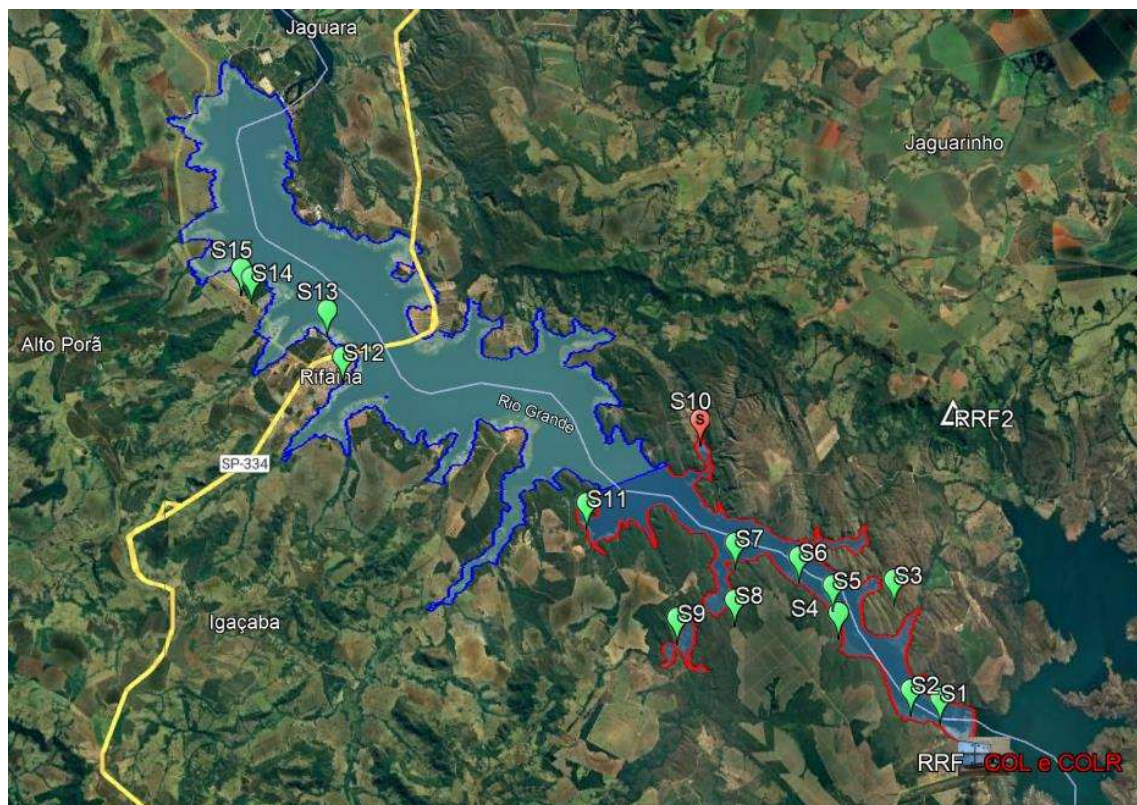 Jaguara
Jaguarinho
S15
S14
S13
Alto Porã
S12
Rifaina
S10
S
RRF2
Rio Grande
SP-334
S11
S7
S6
S5
S3
S4
S8
S9
Igaçaba
S2
S1
RRF
COL e COLR